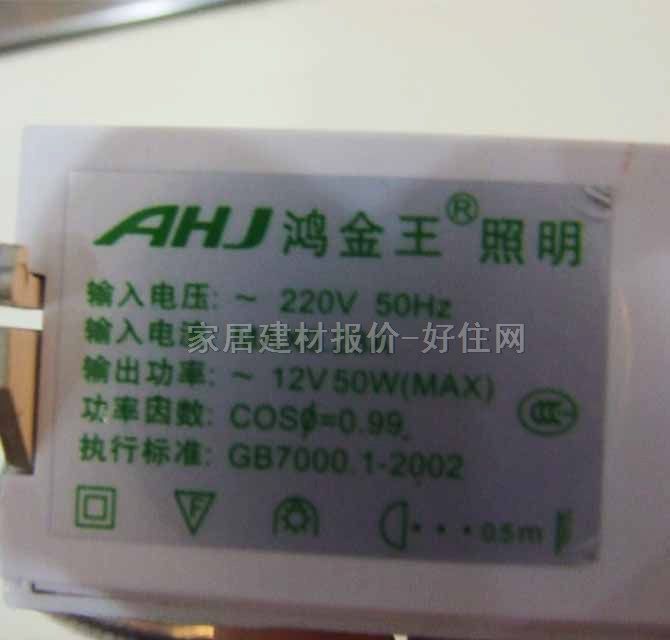 AHJ 鸿金王® 照明
输入电压: ~ 220V 50Hz
输入电
家居建材报价-好住网
输出功率: ~ 12V50W(MAX)
功率因数: COSφ=0.99
执行标准: GB7000.1-2002
F
0.5m